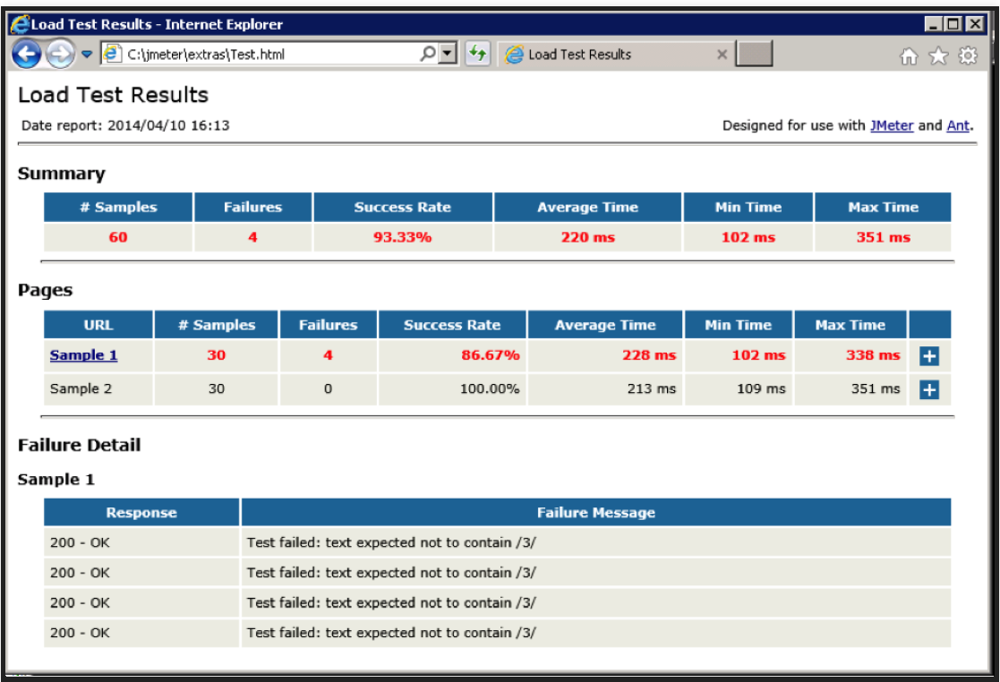 Load Test Results - Internet Explorer
C:\jmeter\extras\Test.html
Load Test Results
Load Test Results
Date report: 2014/04/10 16:13
Designed for use with JMeter and Ant.
Summary
# Samples Failures Success Rate Average Time Min Time Max Time
60 4 93.33% 220 ms 102 ms 351 ms
Pages
URL # Samples Failures Success Rate Average Time Min Time Max Time
Sample 1 30 4 86.67% 228 ms 102 ms 338 ms +
Sample 2 30 0 100.00% 213 ms 109 ms 351 ms +
Failure Detail
Sample 1
Response Failure Message
200 - OK Test failed: text expected not to contain /3/
200 - OK Test failed: text expected not to contain /3/
200 - OK Test failed: text expected not to contain /3/
200 - OK Test failed: text expected not to contain /3/